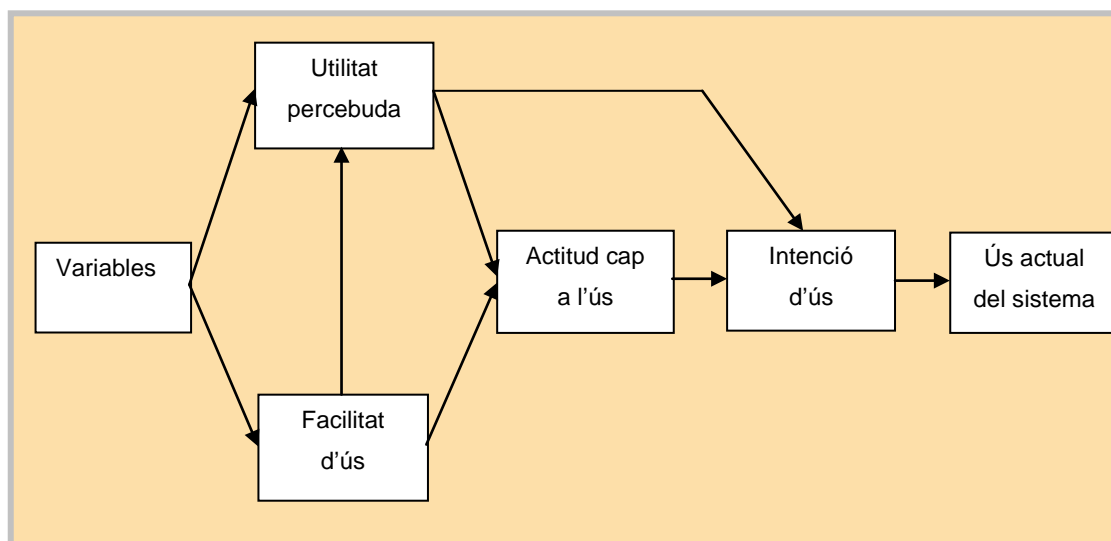 Utilitat
percebuda
Variables
Actitud cap
a l’ús
Intenció
d’ús
Ús actual
del sistema
Facilitat
d’ús